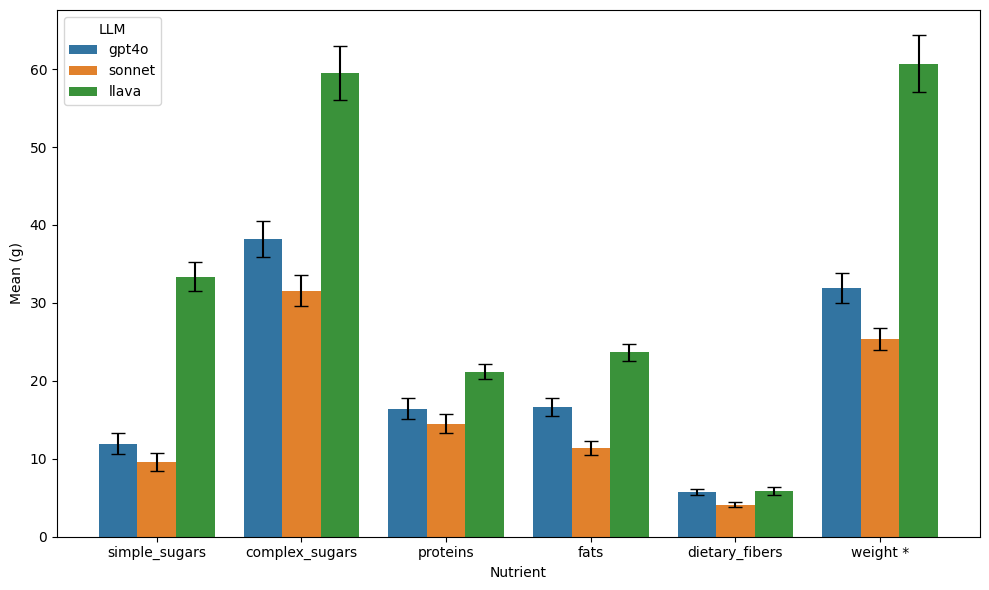 LLM
gpt4o
sonnet
llava
Mean (g)
60
50
40
30
20
10
0
simple_sugars complex_sugars proteins fats dietary_fibers weight *
Nutrient